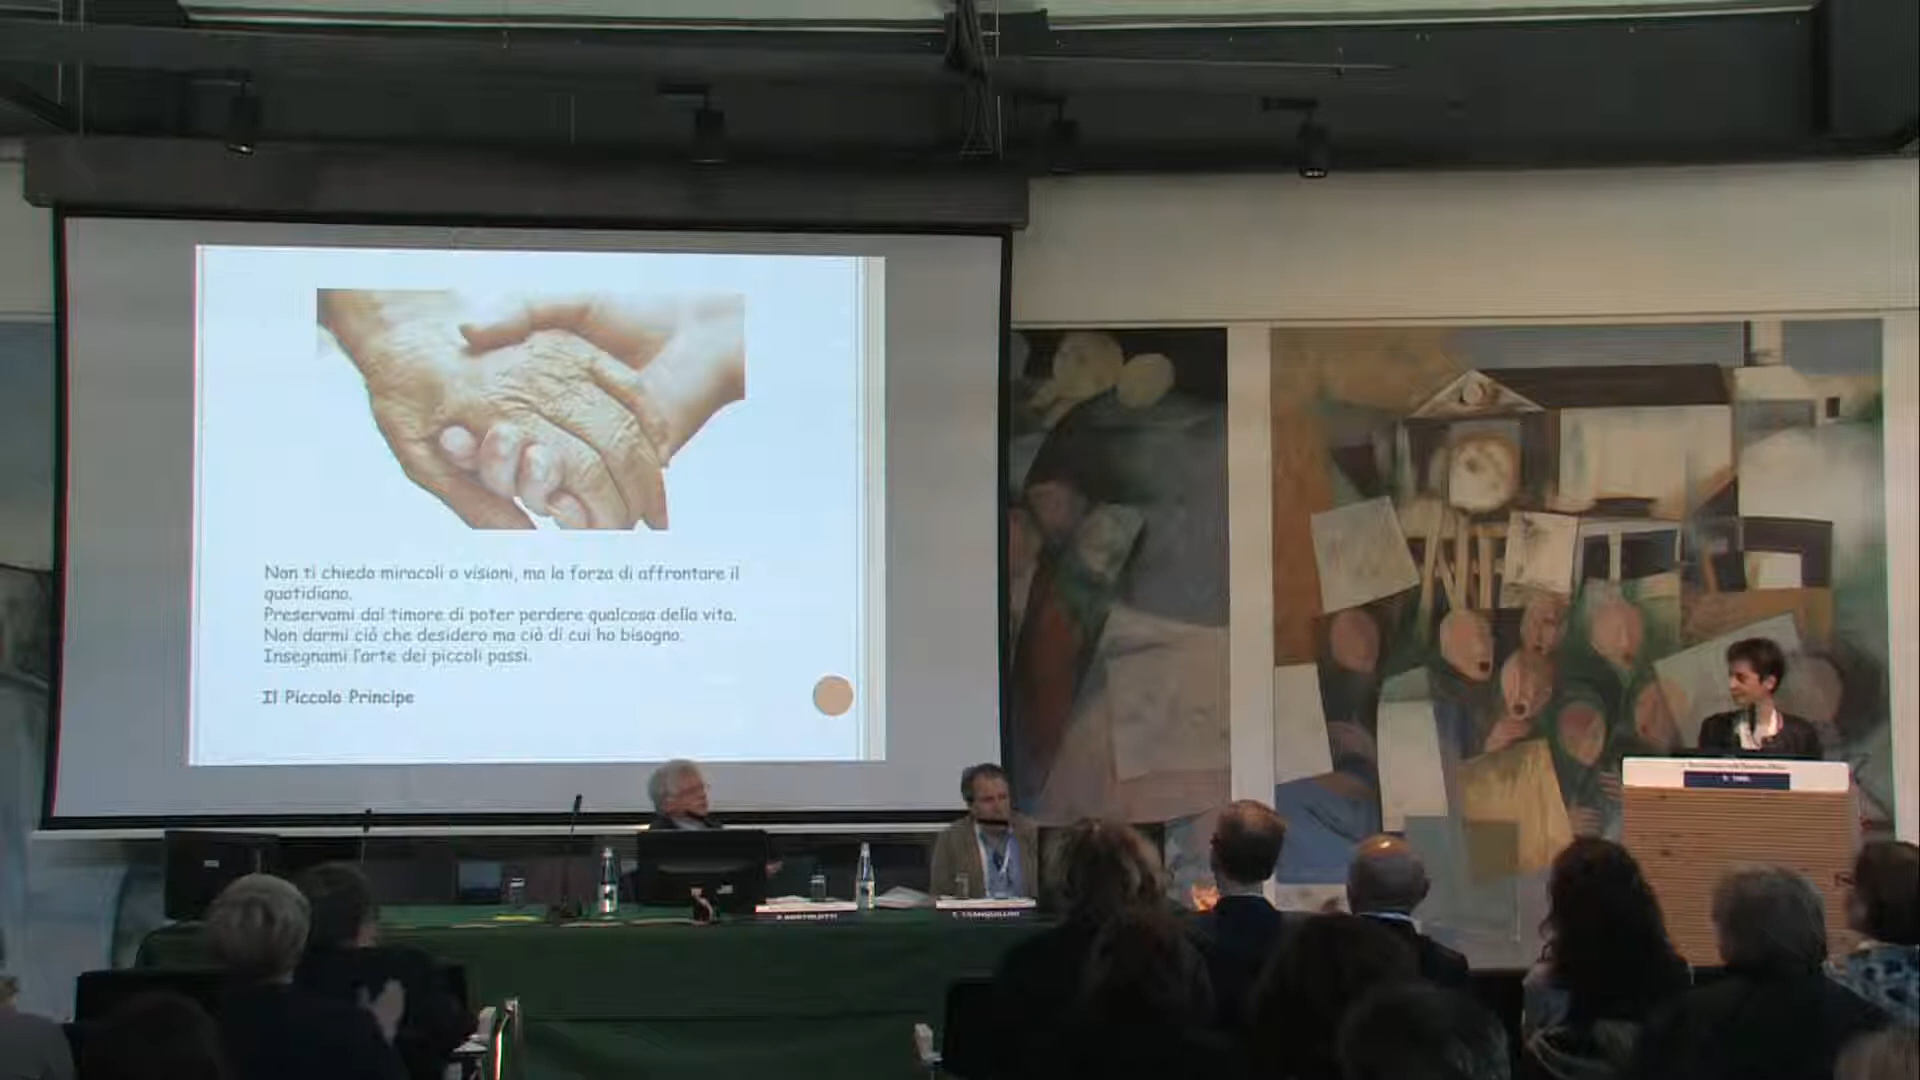 Non ti chiedo miracoli o visioni, ma la forza di affrontare il
quotidiano.
Preservami dal timore di poter perdere qualcosa della vita.
Non darmi ciò che desidero ma ciò di cui ho bisogno.
Insegnami l'arte dei piccoli passi.
Il Piccolo Principe